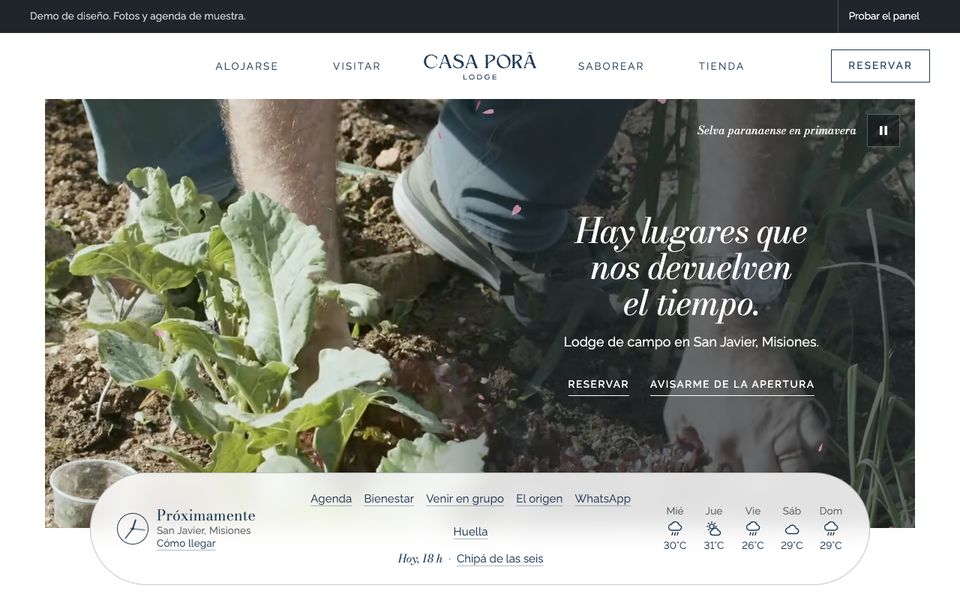 Demo de diseño. Fotos y agenda de muestra.
Probar el panel
ALOJARSE
VISITAR
CASA PORÃ
LODGE
SABOREAR
TIENDA
RESERVAR
Selva paranaense en primavera
Hay lugares que
nos devuelven
el tiempo.
Lodge de campo en San Javier, Misiones.
RESERVAR
AVISARME DE LA APERTURA
Próximamente
San Javier, Misiones
Cómo llegar
Agenda Bienestar Venir en grupo El origen WhatsApp
Huella
Hoy, 18 h · Chipá de las seis
Mié Jue Vie Sáb Dom
30°C 31°C 26°C 29°C 29°C